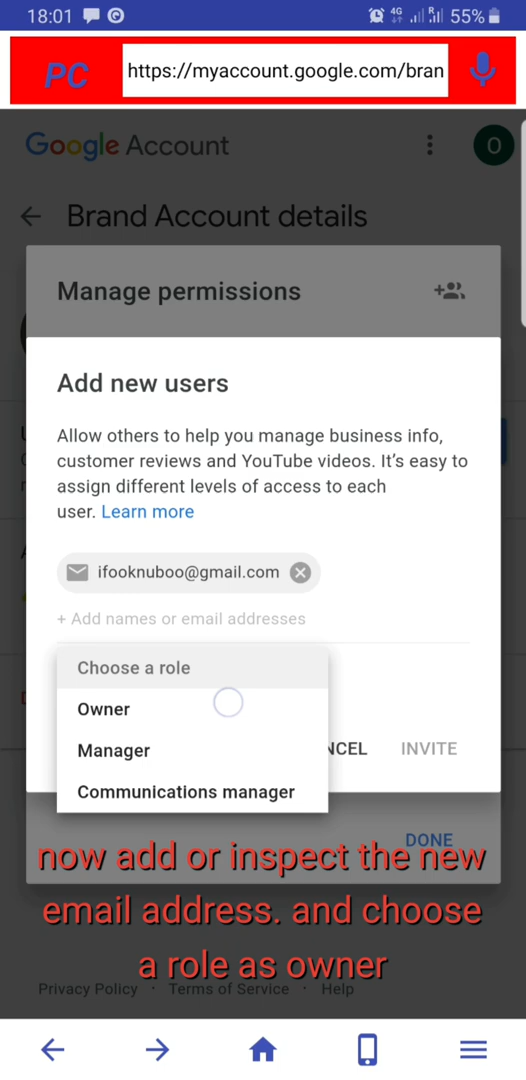 18:01
4G
R
55%
PC
https://myaccount.google.com/bran
Google Account
O
Brand Account details
Manage permissions
Add new users
Allow others to help you manage business info,
customer reviews and YouTube videos. It's easy to
assign different levels of access to each
user. Learn more
ifooknuboo@gmail.com
+ Add names or email addresses
Choose a role
Owner
Manager
Communications manager
NCEL
INVITE
DONE
now add or inspect the new
email address. and choose
a role as owner
Privacy Policy · Terms of Service · Help